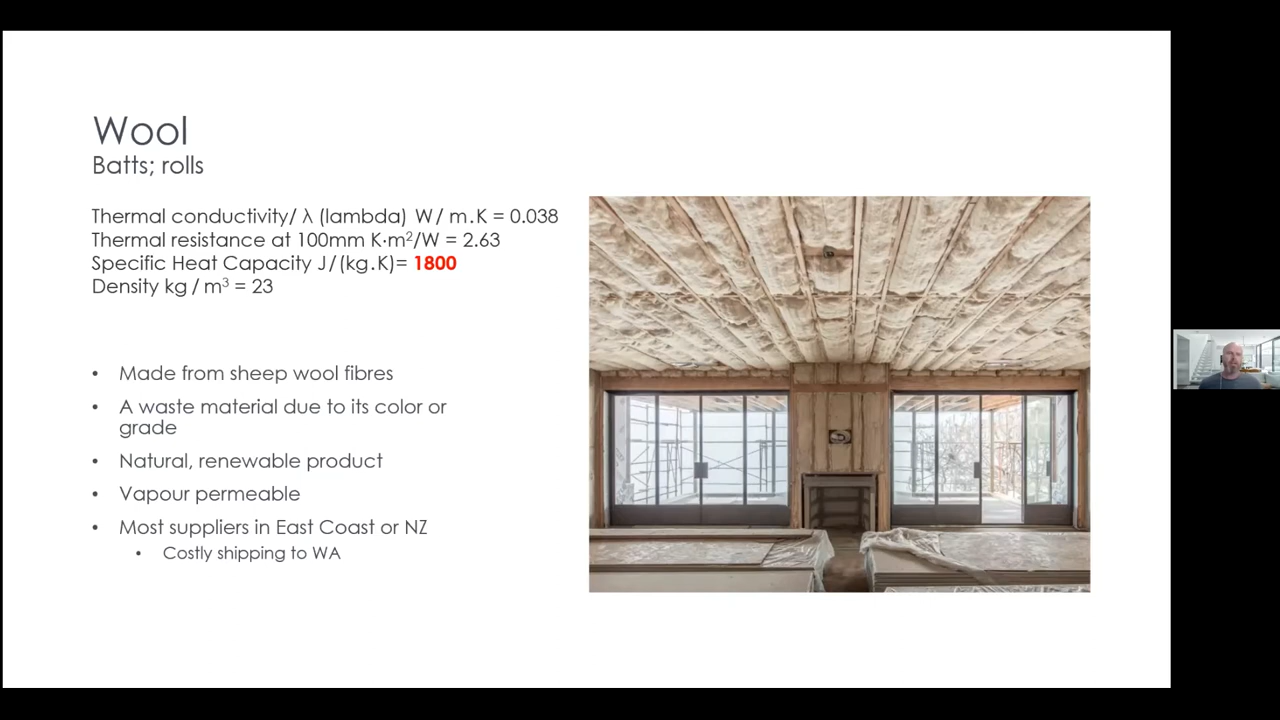 Wool
Batts; rolls
Thermal conductivity/ λ (lambda) W/ m.K = 0.038
Thermal resistance at 100mm K·m²/W = 2.63
Specific Heat Capacity J/(kg.K)= 1800
Density kg / m³ = 23
• Made from sheep wool fibres
• A waste material due to its color or
grade
• Natural, renewable product
• Vapour permeable
• Most suppliers in East Coast or NZ
• Costly shipping to WA